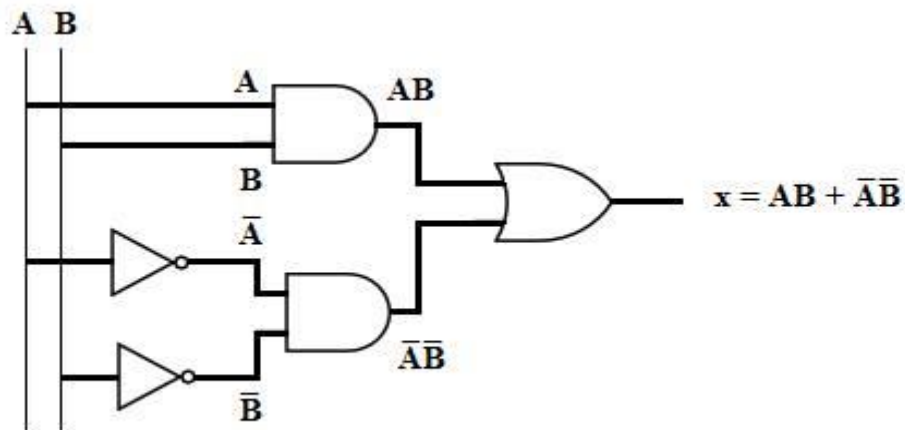 A B
A
AB
B
x = AB + A̅B̅
A̅
A̅B̅
B̅